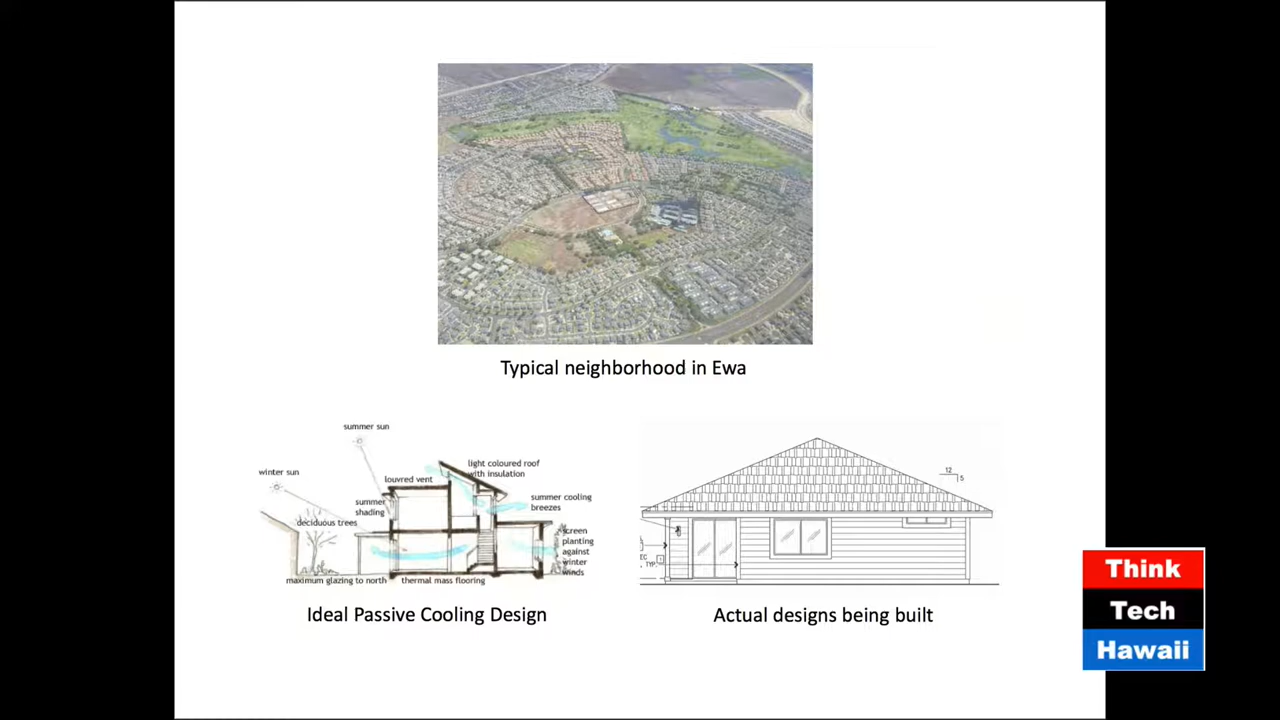 Typical neighborhood in Ewa
summer sun
winter sun
louvred vent
light coloured roof
with insulation
summer
shading
summer cooling
breezes
deciduous trees
screen
planting
against
winter
winds
maximum glazing to north
thermal mass flooring
Ideal Passive Cooling Design
12
5
EC
TYP.
Actual designs being built
Think
Tech
Hawaii